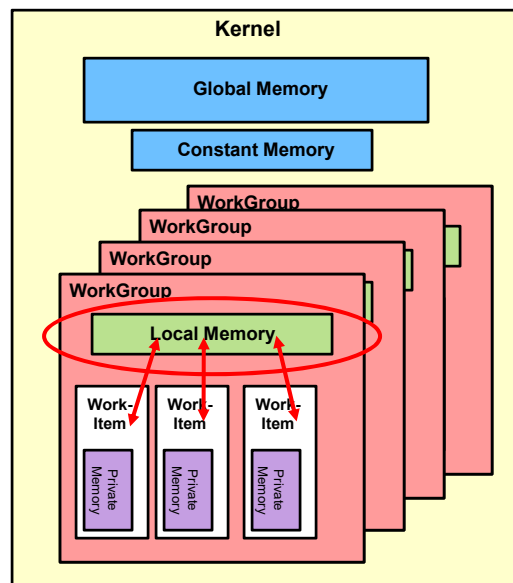 Kernel
Global Memory
Constant Memory
WorkGroup
WorkGroup
WorkGroup
WorkGroup
Local Memory
Work-
Item
Work-
Item
Work-
Item
Private
Memory
Private
Memory
Private
Memory